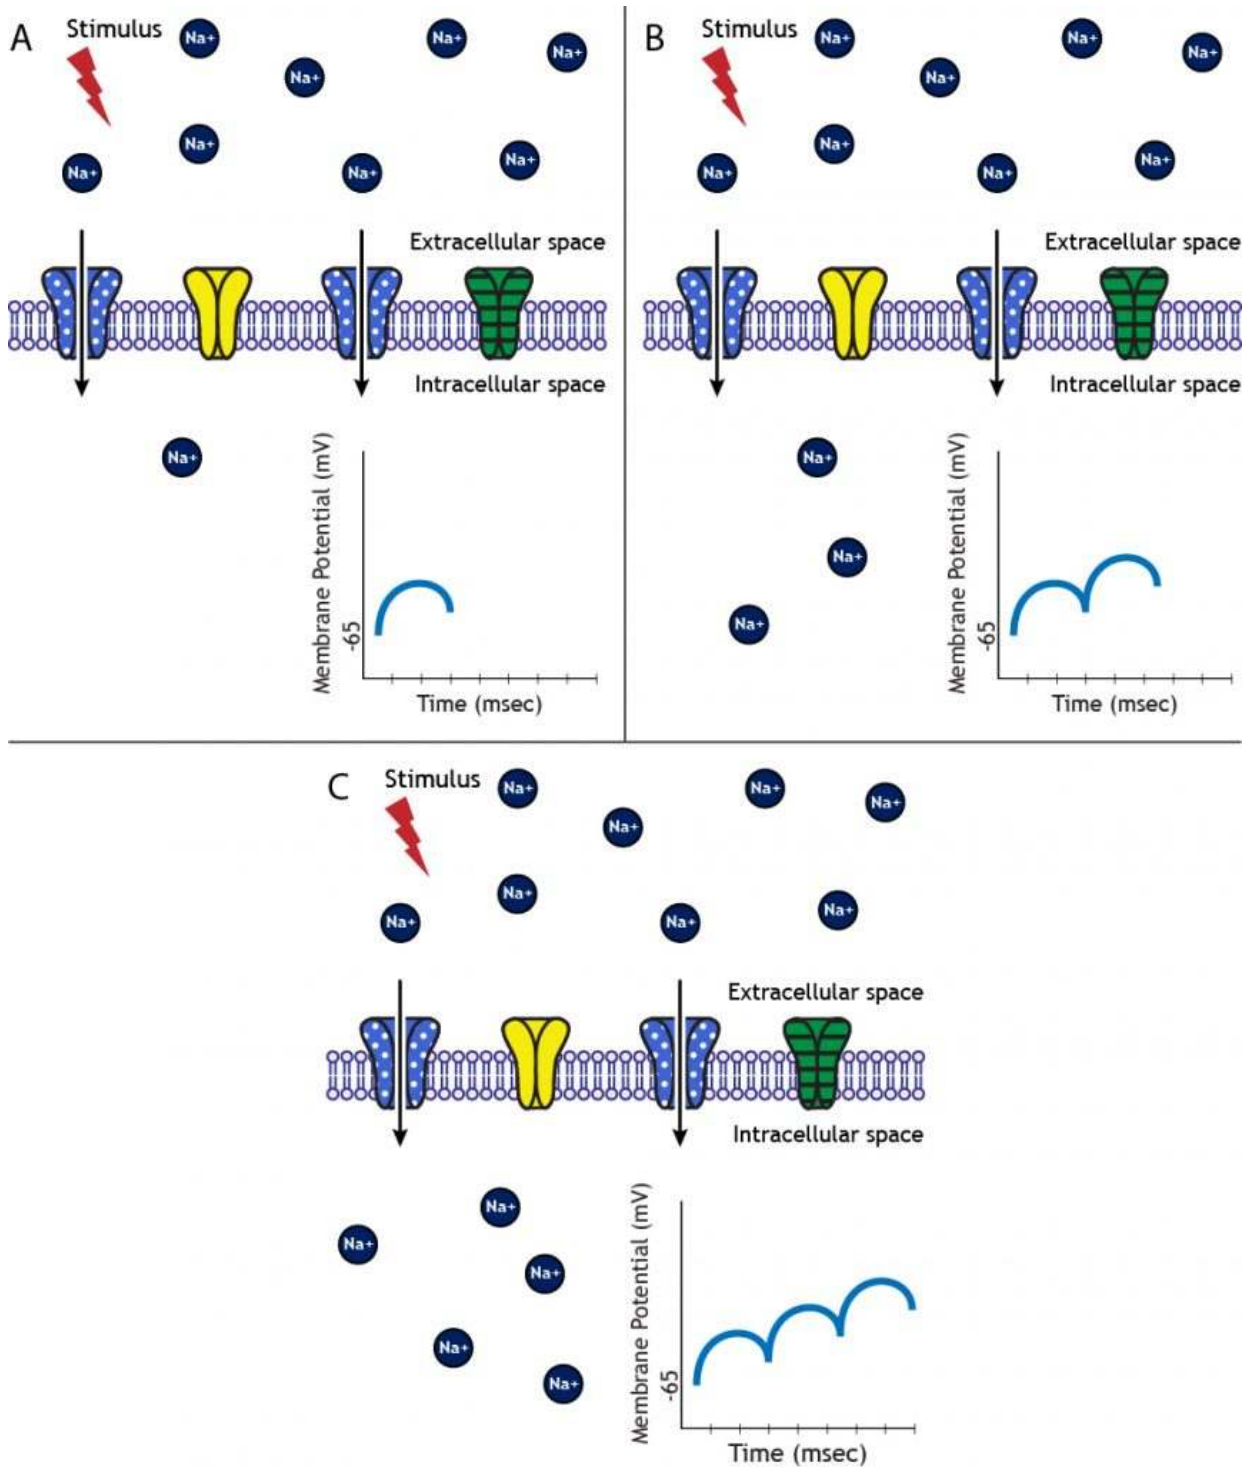 A
Stimulus
Na+
Na+
Na+
Na+
Na+
Na+
Na+
Na+
Extracellular space
Intracellular space
Na+
Membrane Potential (mV)
-65
Time (msec)
B
Stimulus
Na+
Na+
Na+
Na+
Na+
Na+
Na+
Na+
Extracellular space
Intracellular space
Na+
Na+
Na+
Membrane Potential (mV)
-65
Time (msec)
C
Stimulus
Na+
Na+
Na+
Na+
Na+
Na+
Na+
Na+
Extracellular space
Intracellular space
Na+
Na+
Na+
Na+
Na+
Membrane Potential (mV)
-65
Time (msec)